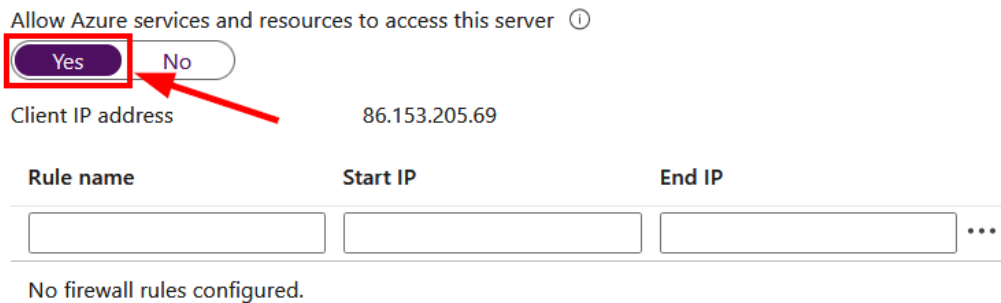 Allow Azure services and resources to access this server
Yes No
Client IP address 86.153.205.69
Rule name Start IP End IP
No firewall rules configured.